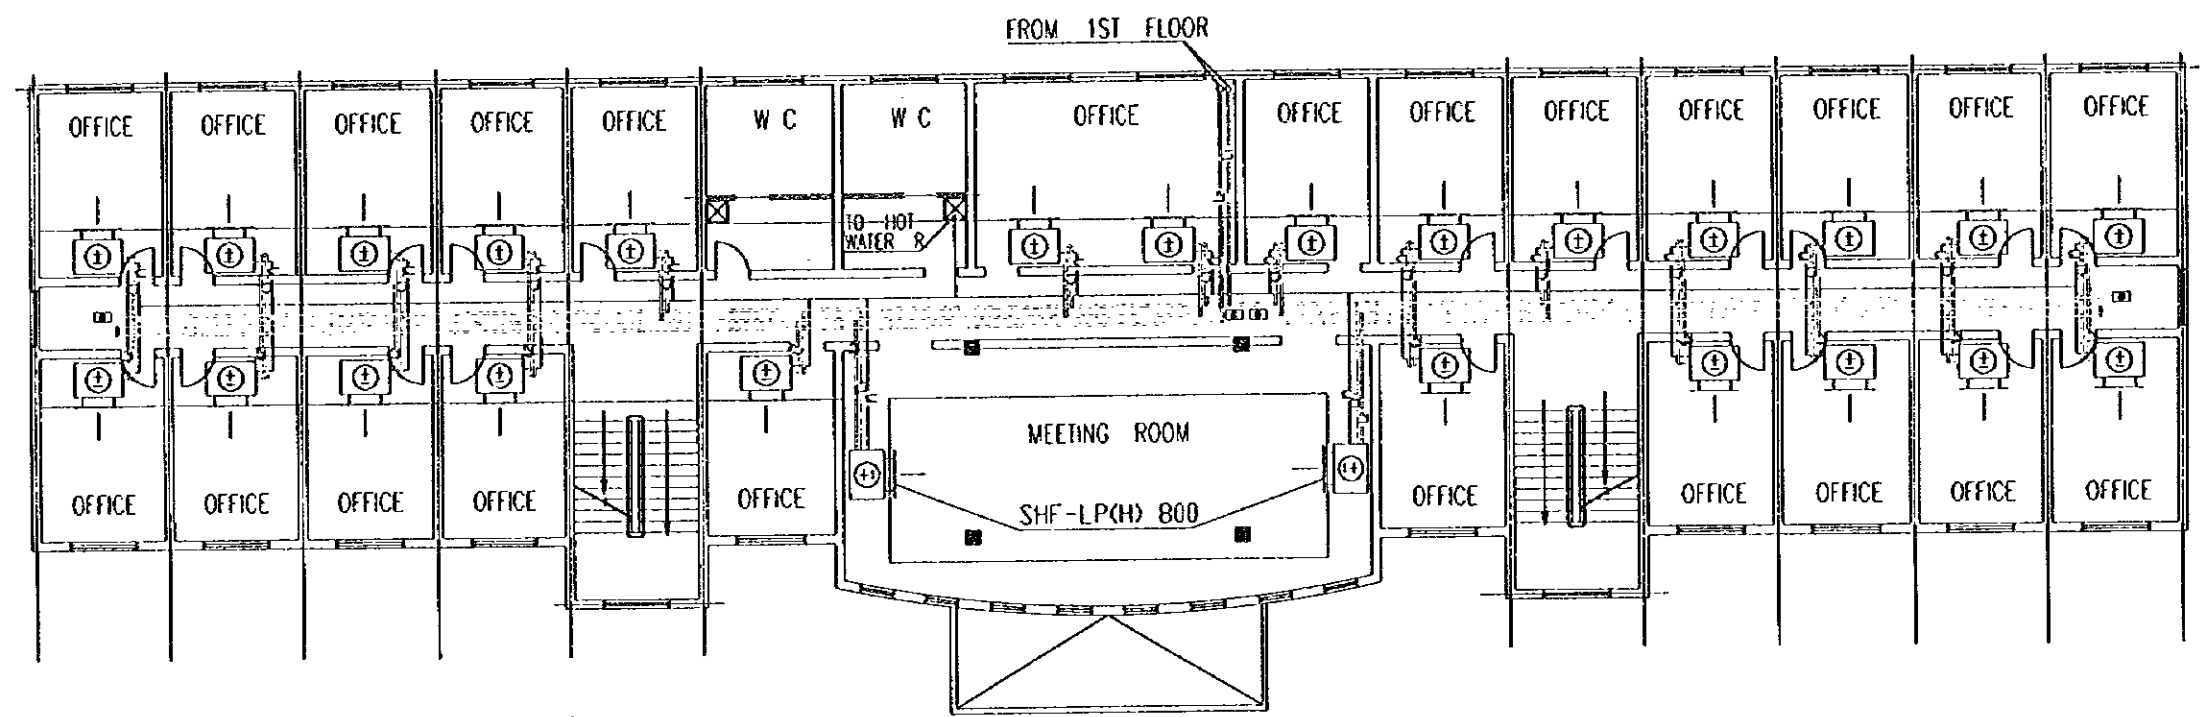 FROM 1ST FLOOR
OFFICE OFFICE OFFICE OFFICE OFFICE W C W C OFFICE OFFICE OFFICE OFFICE OFFICE OFFICE OFFICE OFFICE
TO HOT
WATER R
MEETING ROOM
OFFICE OFFICE OFFICE OFFICE OFFICE OFFICE OFFICE OFFICE OFFICE OFFICE
SHF-LP(H) 800